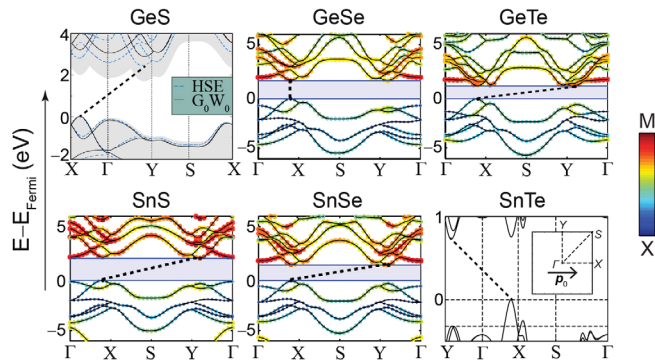 GeS
GeSe
GeTe
E−E_Fermi (eV)
4
2
0
−2
HSE
G₀W₀
X Γ Y S X
5
0
−5
Γ X S Y Γ
5
0
−5
Γ X S Y Γ
M
X
SnS
SnSe
SnTe
5
0
−5
Γ X S Y Γ
5
0
−5
Γ X S Y Γ
1
0
Y
S
Γ
X
p₀
Y Γ X S Γ